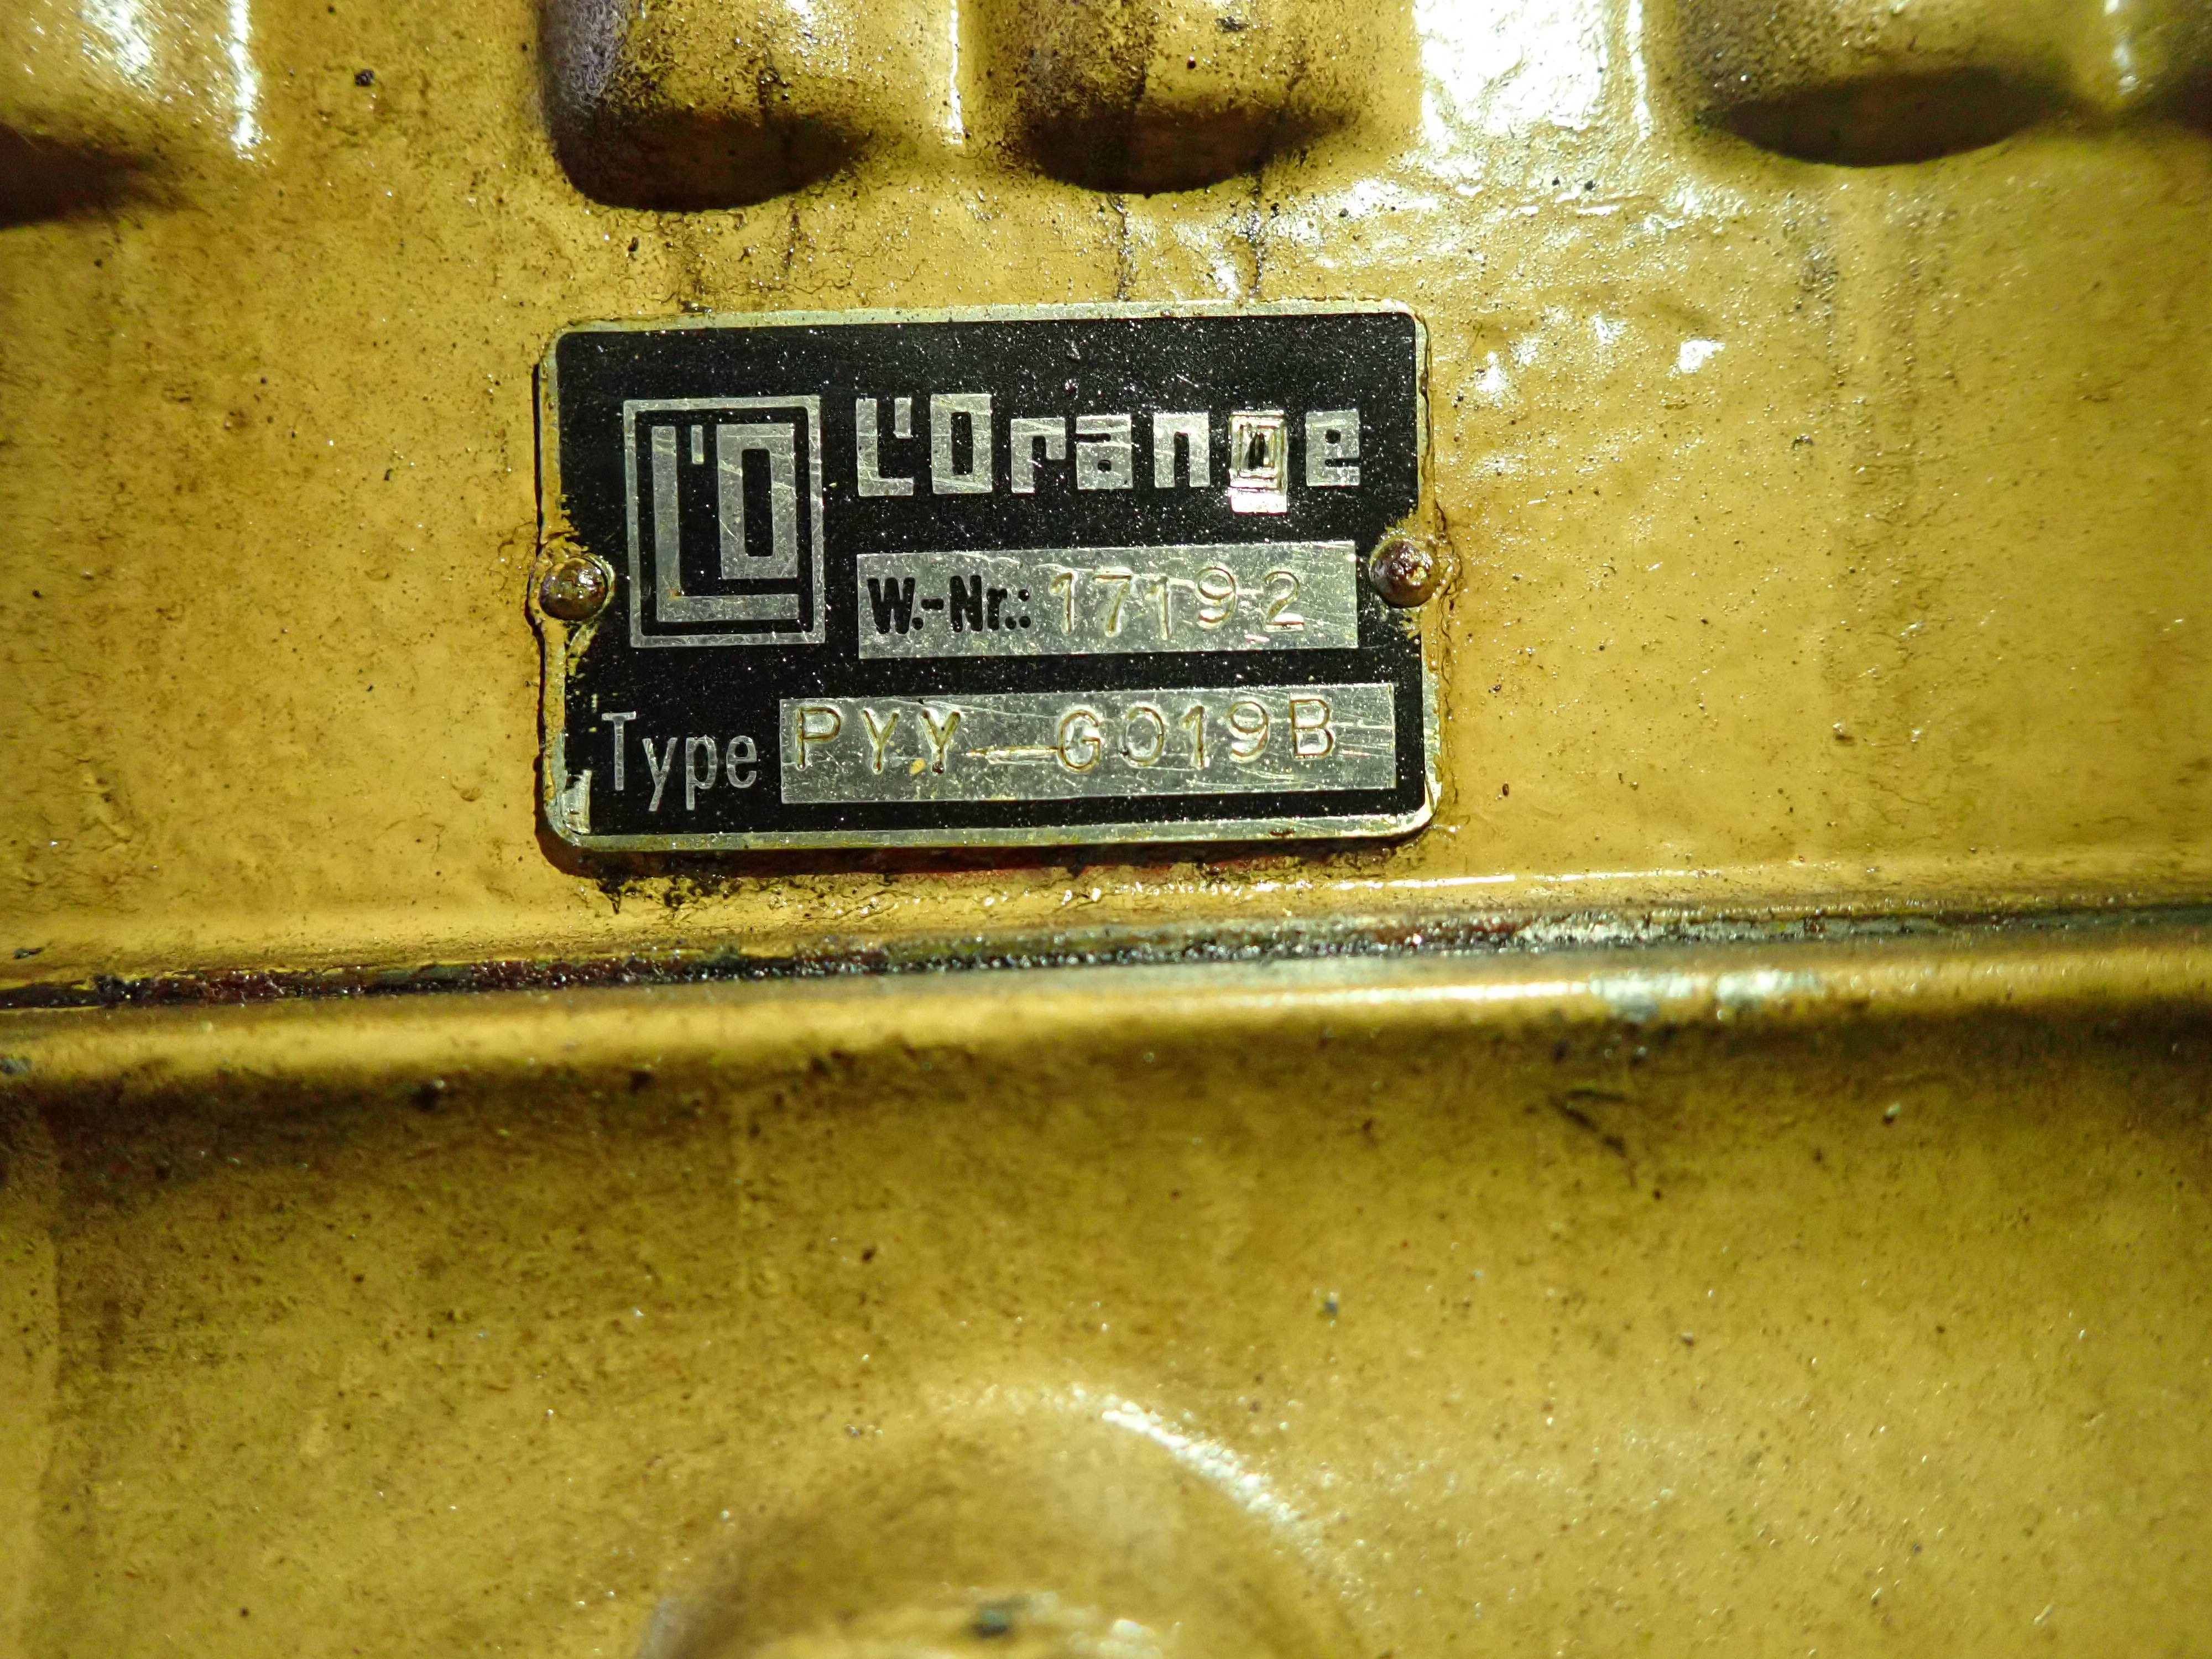 L'O L'Orange
W.-Nr.: 17192
Type PYY-G019B